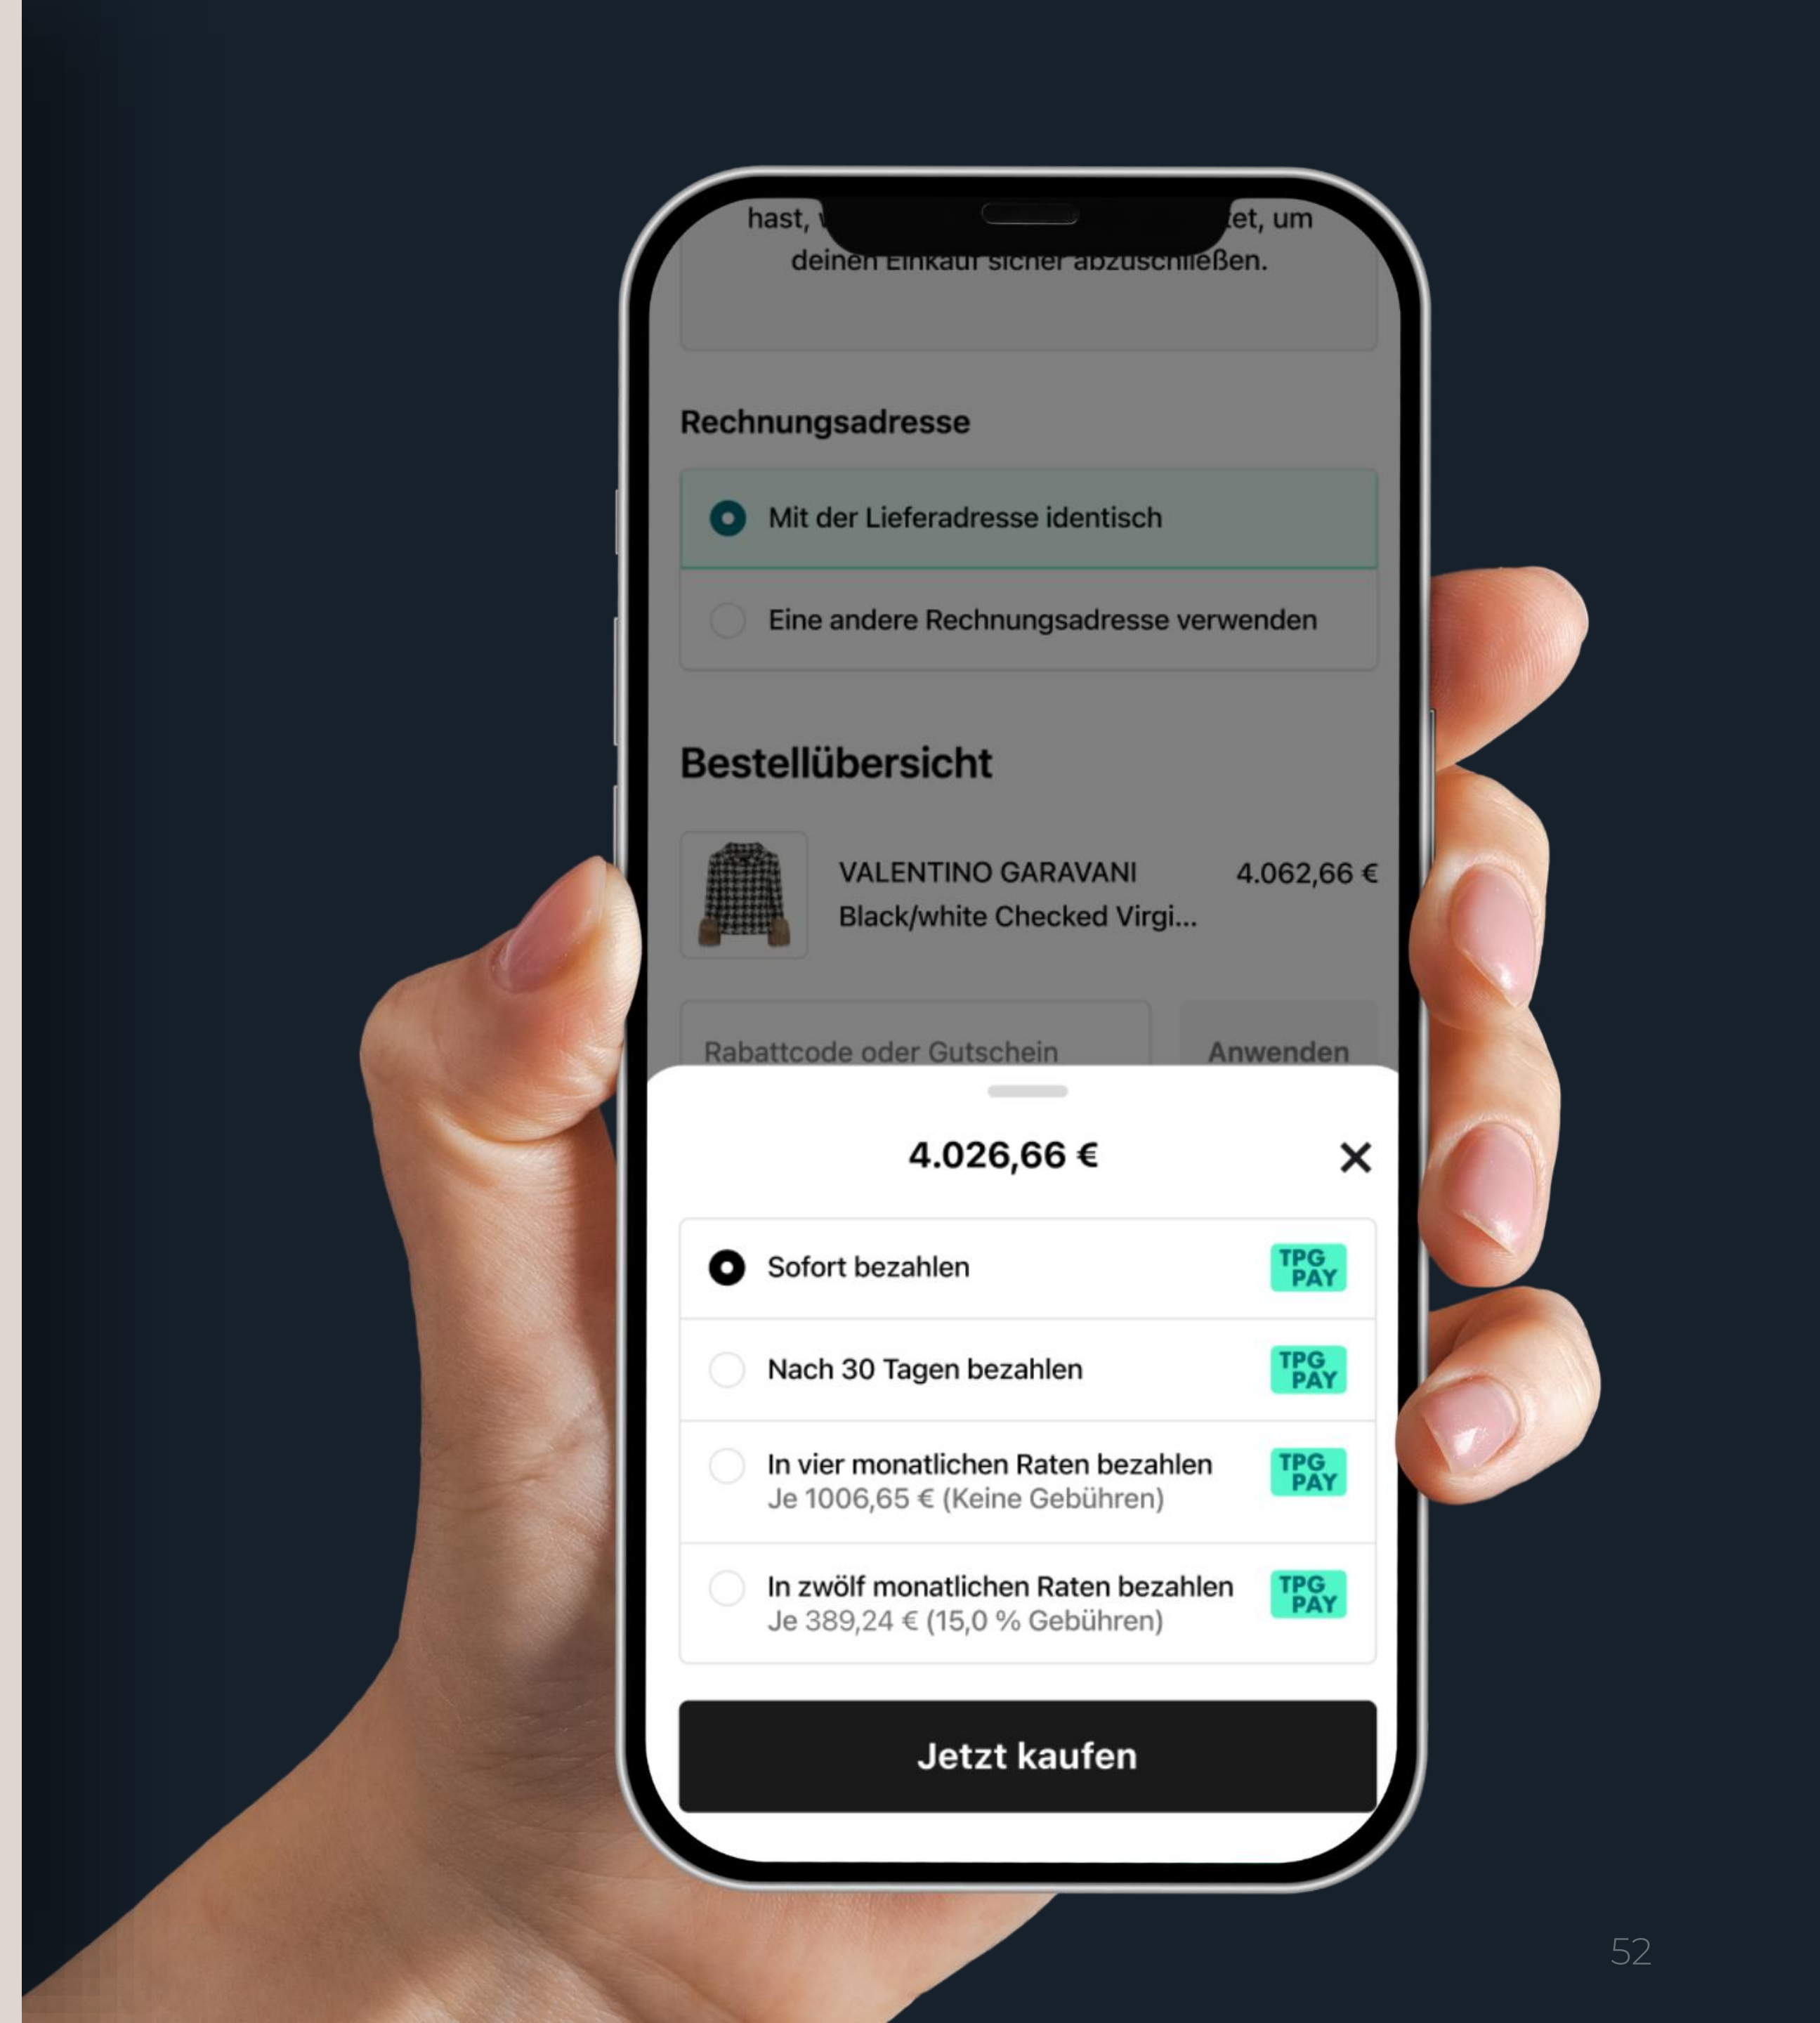 hast,
et, um
deinen Einkauf sicher abzuschließen.
Rechnungsadresse
Mit der Lieferadresse identisch
Eine andere Rechnungsadresse verwenden
Bestellübersicht
VALENTINO GARAVANI 4.062,66 €
Black/white Checked Virgi...
Rabattcode oder Gutschein Anwenden
4.026,66 €
Sofort bezahlen TPG
PAY
Nach 30 Tagen bezahlen TPG
PAY
In vier monatlichen Raten bezahlen TPG
Je 1006,65 € (Keine Gebühren) PAY
In zwölf monatlichen Raten bezahlen TPG
Je 389,24 € (15,0 % Gebühren) PAY
Jetzt kaufen
52